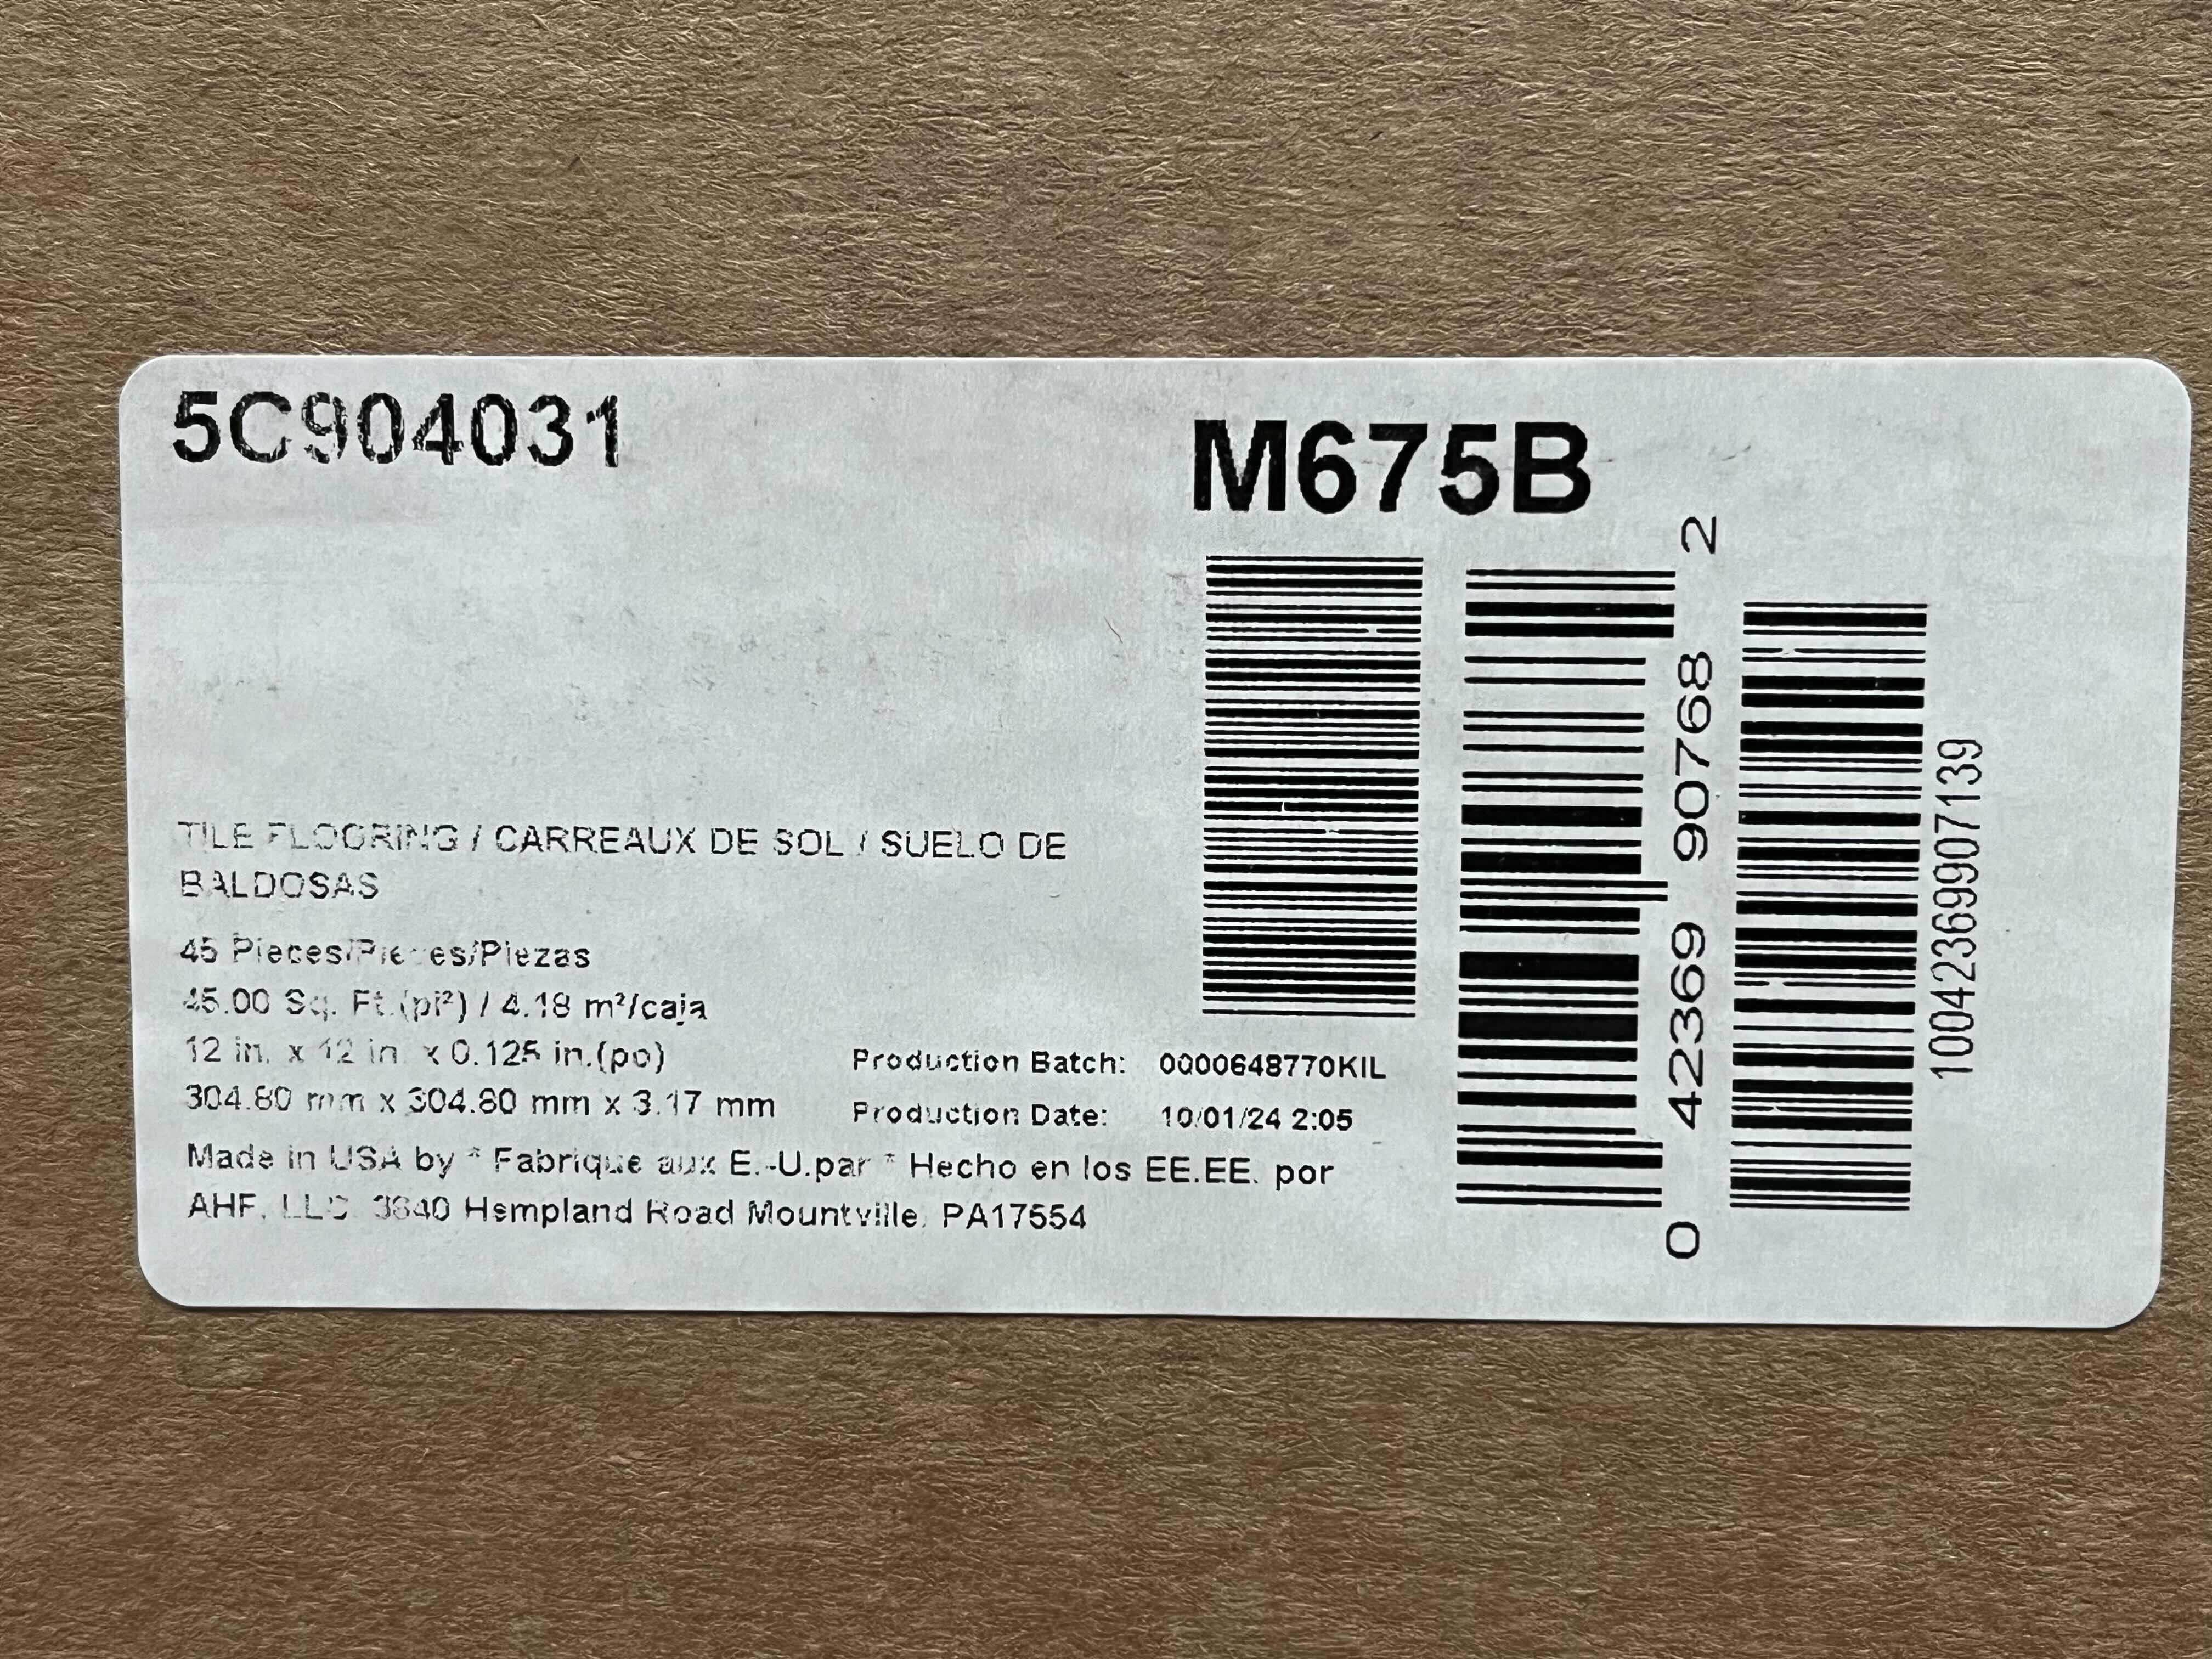 5C904031
M675B
TILE FLOORING / CARREAUX DE SOL / SUELO DE
BALDOSAS
45 Pieces/Pieces/Piezas
45.00 Sq. Ft.(pi²) / 4.18 m²/caja
12 in. x 12 in. x 0.125 in.(po)
304.80 mm x 304.80 mm x 3.17 mm
Production Batch: 0000648770KIL
Production Date: 10/01/24 2:05
Made in USA by * Fabrique aux E.-U.par * Hecho en los EE.EE. por
AHF, LLC. 3840 Hempland Road Mountville, PA17554
0 42369 90768 2
10042369907139